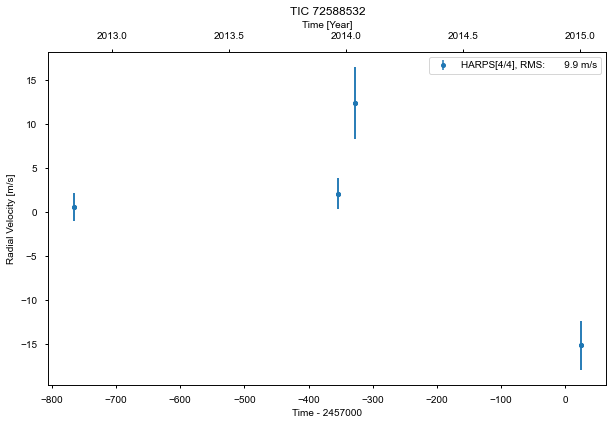 TIC 72588532
Time [Year]
2013.0 2013.5 2014.0 2014.5 2015.0
HARPS[4/4], RMS: 9.9 m/s
15
10
5
0
−5
−10
−15
Radial Velocity [m/s]
−800 −700 −600 −500 −400 −300 −200 −100 0
Time - 2457000